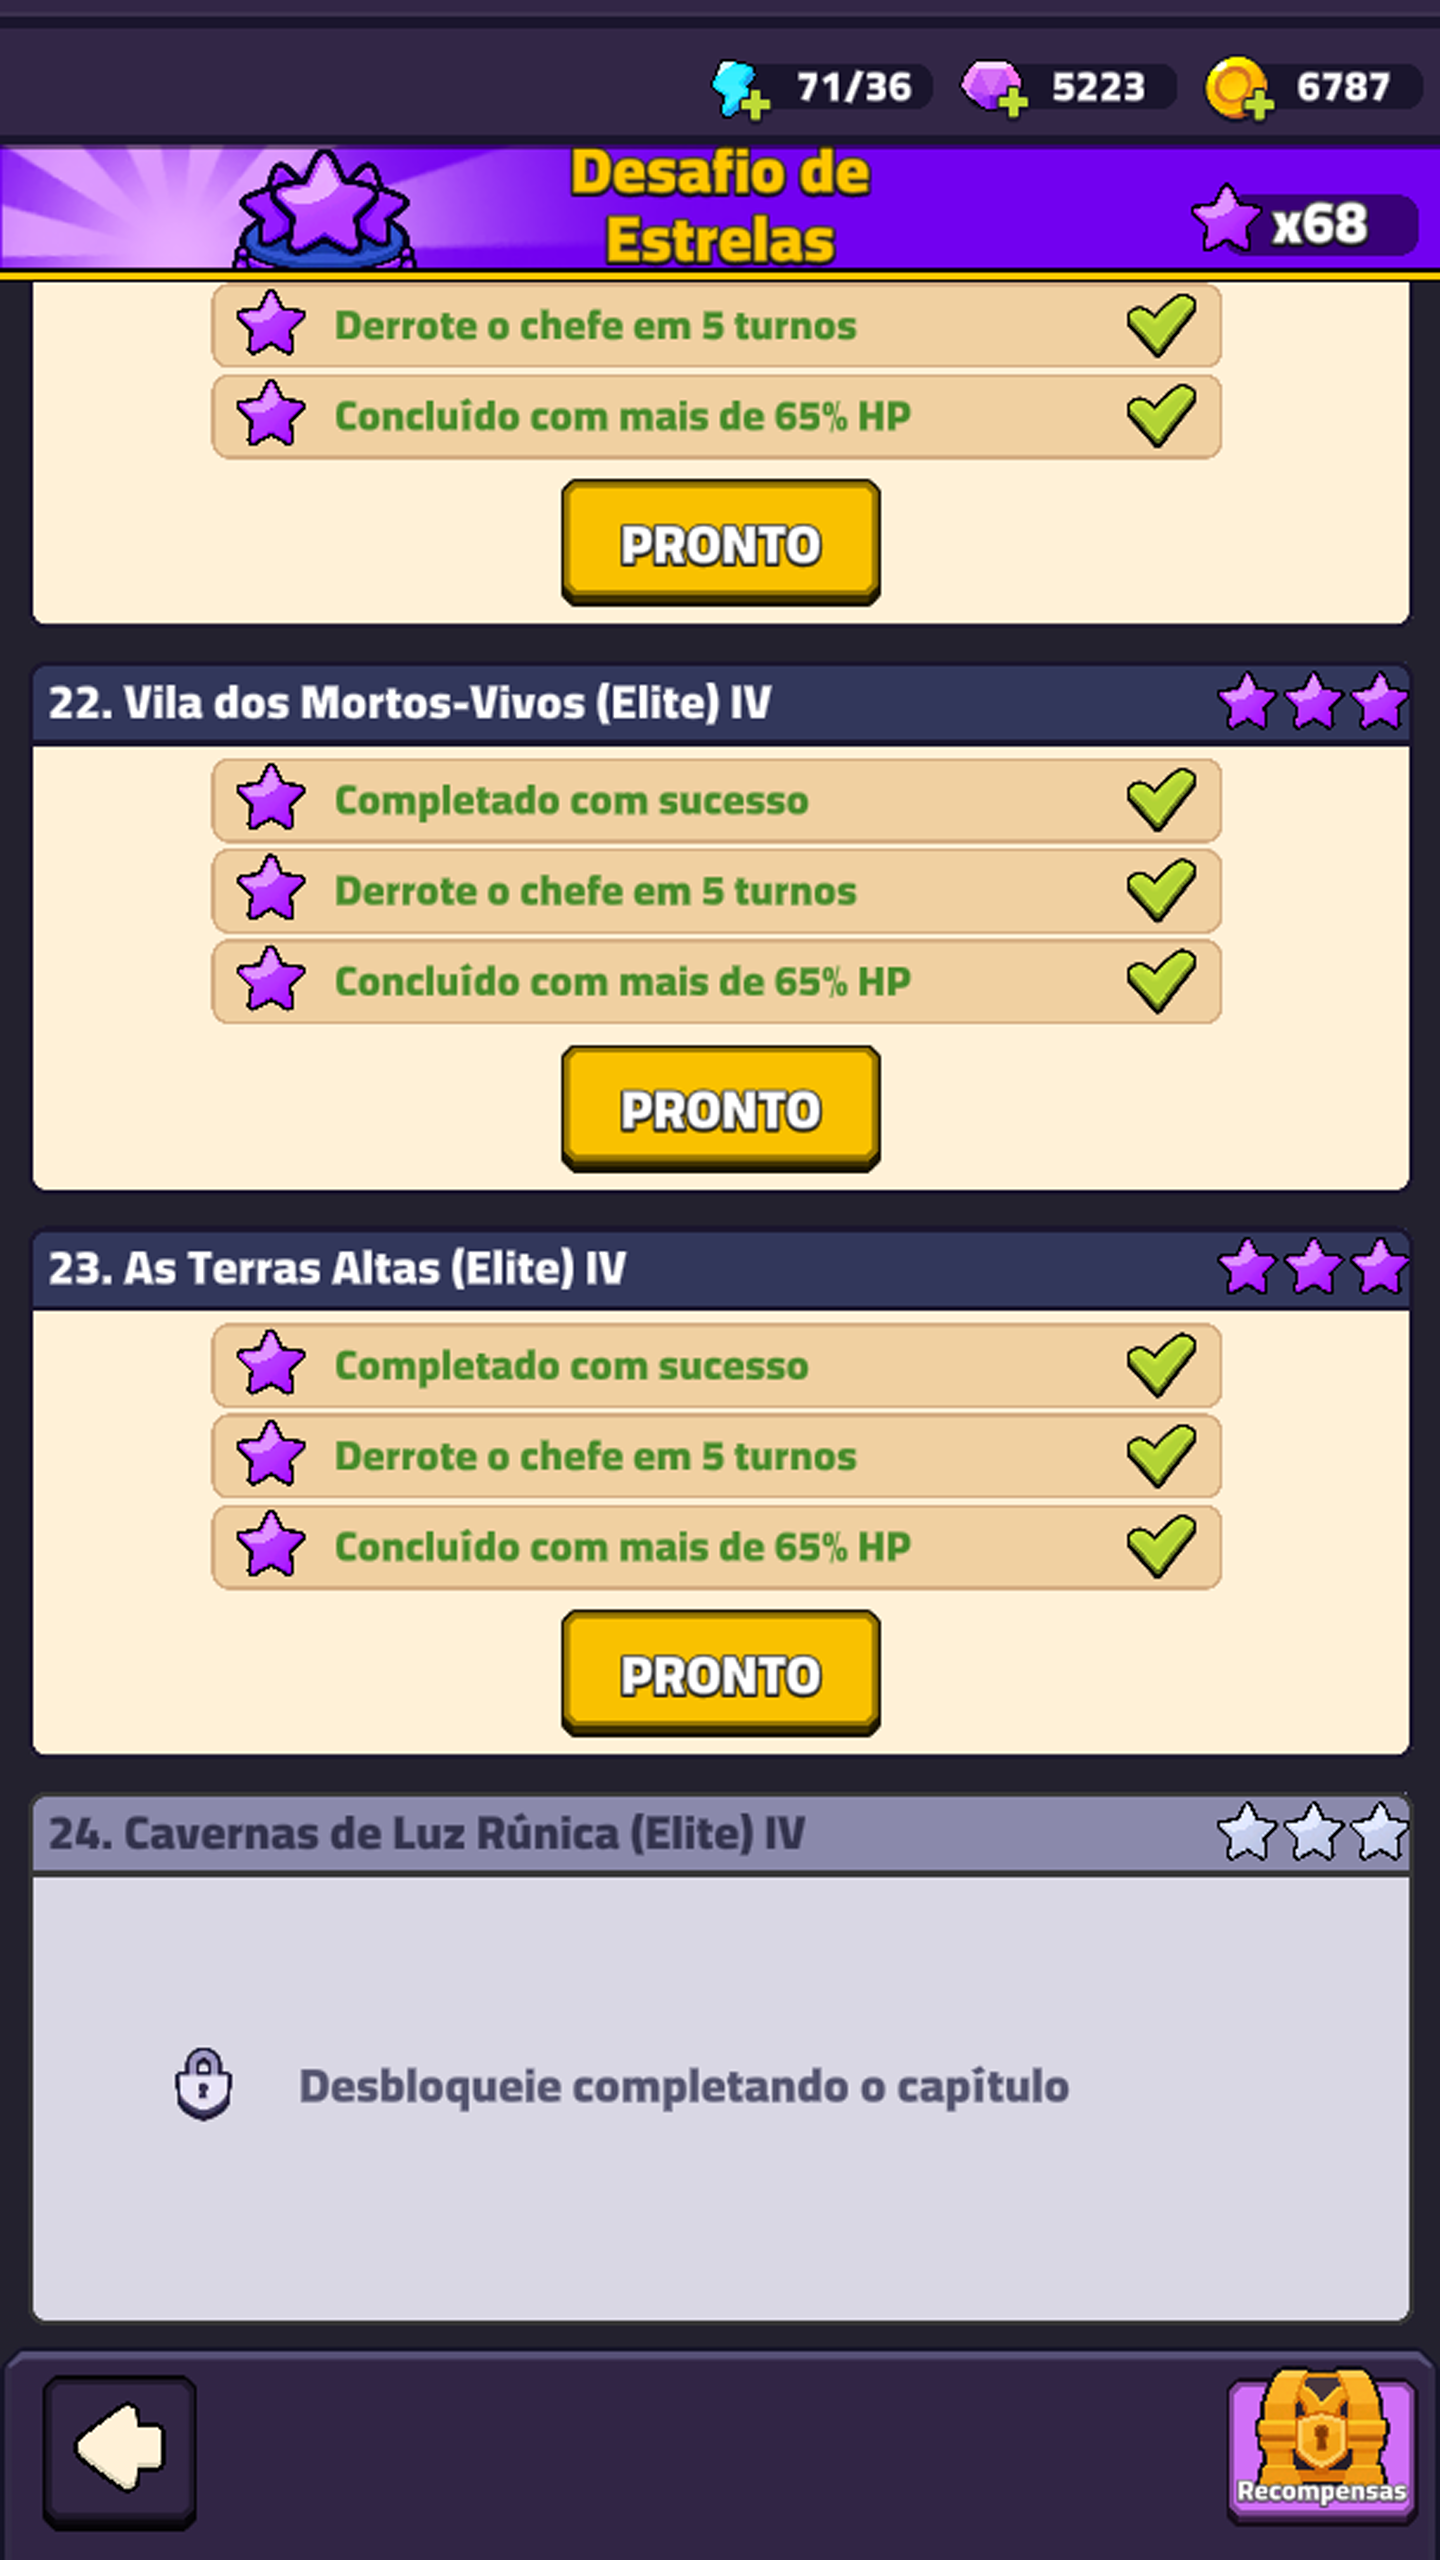 71/36 5223 6787
Desafio de
Estrelas
x68
Derrote o chefe em 5 turnos
Concluído com mais de 65% HP
PRONTO
22. Vila dos Mortos-Vivos (Elite) IV
Completado com sucesso
Derrote o chefe em 5 turnos
Concluído com mais de 65% HP
PRONTO
23. As Terras Altas (Elite) IV
Completado com sucesso
Derrote o chefe em 5 turnos
Concluído com mais de 65% HP
PRONTO
24. Cavernas de Luz Rúnica (Elite) IV
Desbloqueie completando o capítulo
Recompensas